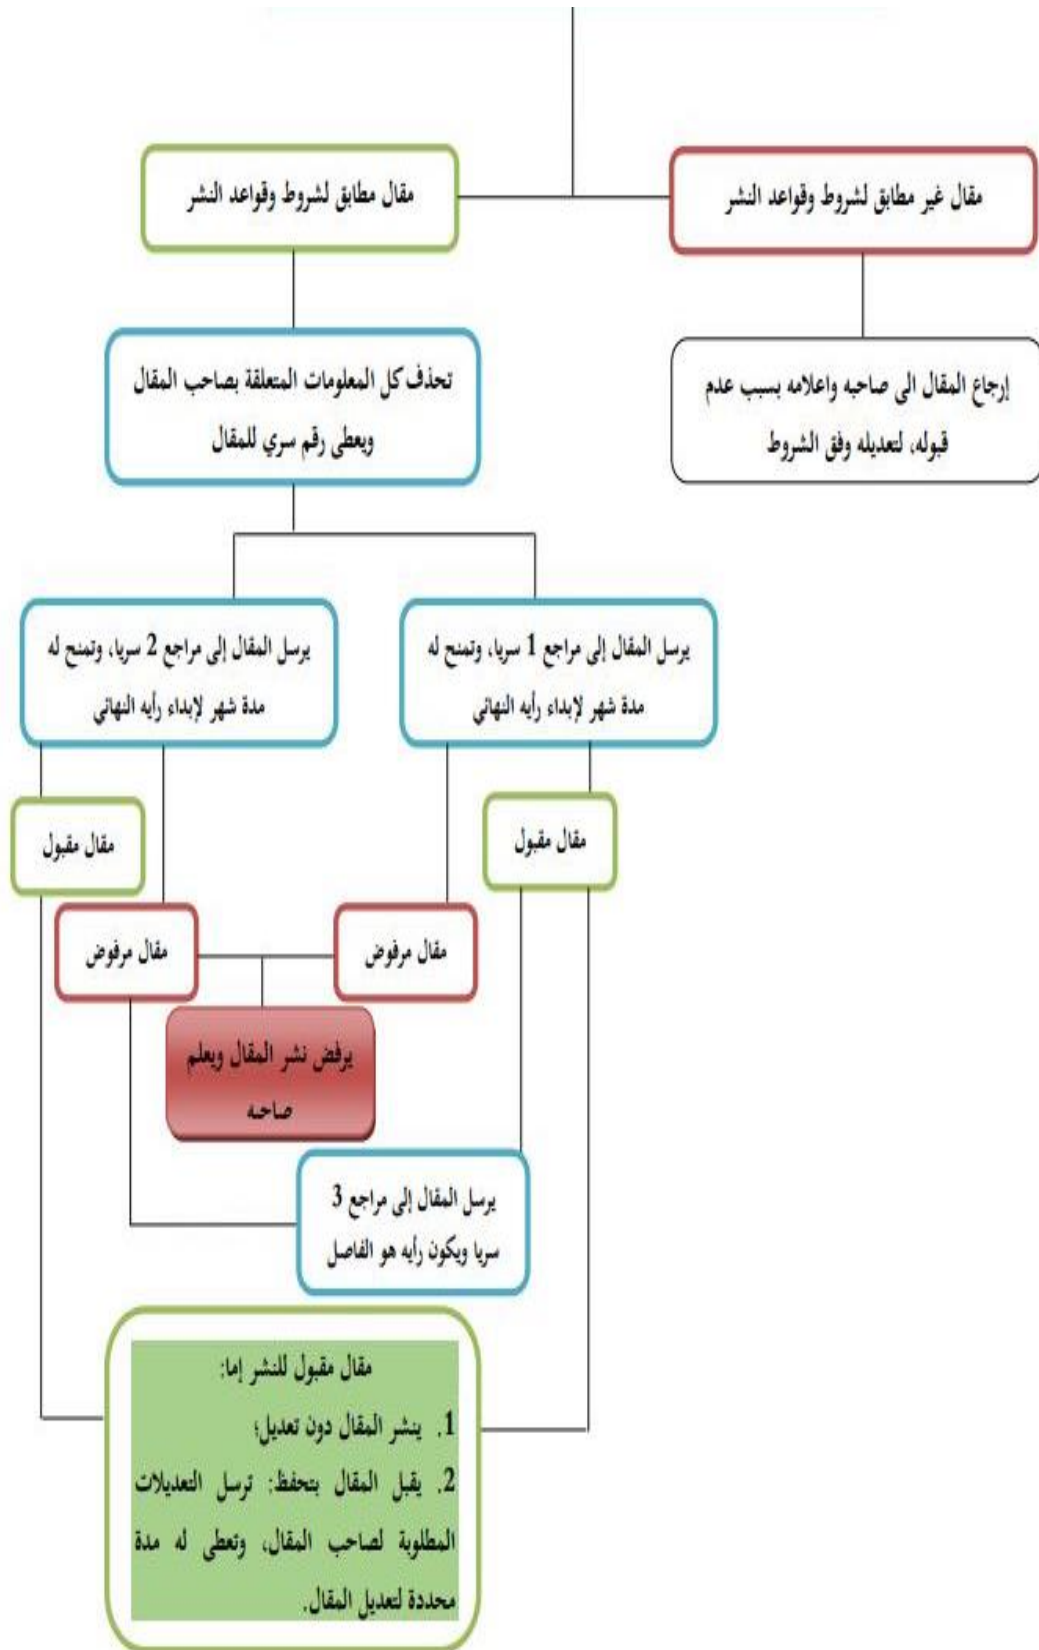 مقال غير مطابق لشروط وقواعد النشر
مقال مطابق لشروط وقواعد النشر
إرجاع المقال الى صاحبه واعلامه بسبب عدم
قبوله، لتعديله وفق الشروط
تحذف كل المعلومات المتعلقة بصاحب المقال
ويعطى رقم سري للمقال
يرسل المقال إلى مراجع 1 سريا، وتمنح له
مدة شهر لإبداء رأيه النهائي
يرسل المقال إلى مراجع 2 سريا، وتمنح له
مدة شهر لإبداء رأيه النهائي
مقال مقبول
مقال مقبول
مقال مرفوض
مقال مرفوض
يرفض نشر المقال ويعلم
صاحبه
يرسل المقال إلى مراجع 3
سريا ويكون رأيه هو الفاصل
مقال مقبول للنشر إما:
1. ينشر المقال دون تعديل؛
2. يقبل المقال بتحفظ: ترسل التعديلات
المطلوبة لصاحب المقال، وتعطى له مدة
محددة لتعديل المقال.